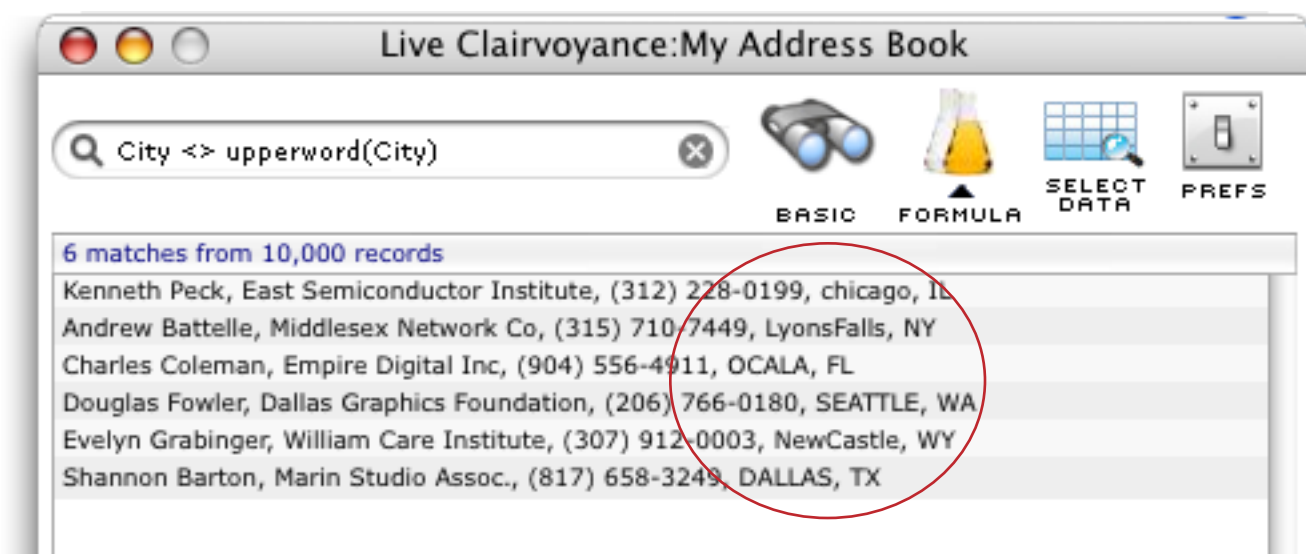 Live Clairvoyance:My Address Book
City <> upperword(City)
BASIC
FORMULA
SELECT
DATA
PREFS
6 matches from 10,000 records
Kenneth Peck, East Semiconductor Institute, (312) 228-0199, chicago, IL
Andrew Battelle, Middlesex Network Co, (315) 710-7449, LyonsFalls, NY
Charles Coleman, Empire Digital Inc, (904) 556-4911, OCALA, FL
Douglas Fowler, Dallas Graphics Foundation, (206) 766-0180, SEATTLE, WA
Evelyn Grabinger, William Care Institute, (307) 912-0003, NewCastle, WY
Shannon Barton, Marin Studio Assoc., (817) 658-3249, DALLAS, TX